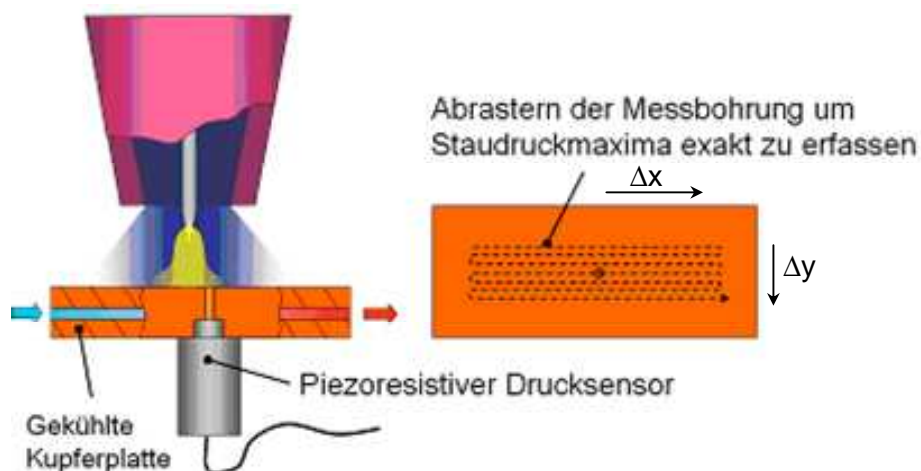 Abrastern der Messbohrung um
Staudruckmaxima exakt zu erfassen
Δx
Δy
Piezoresistiver Drucksensor
Gekühlte
Kupferplatte